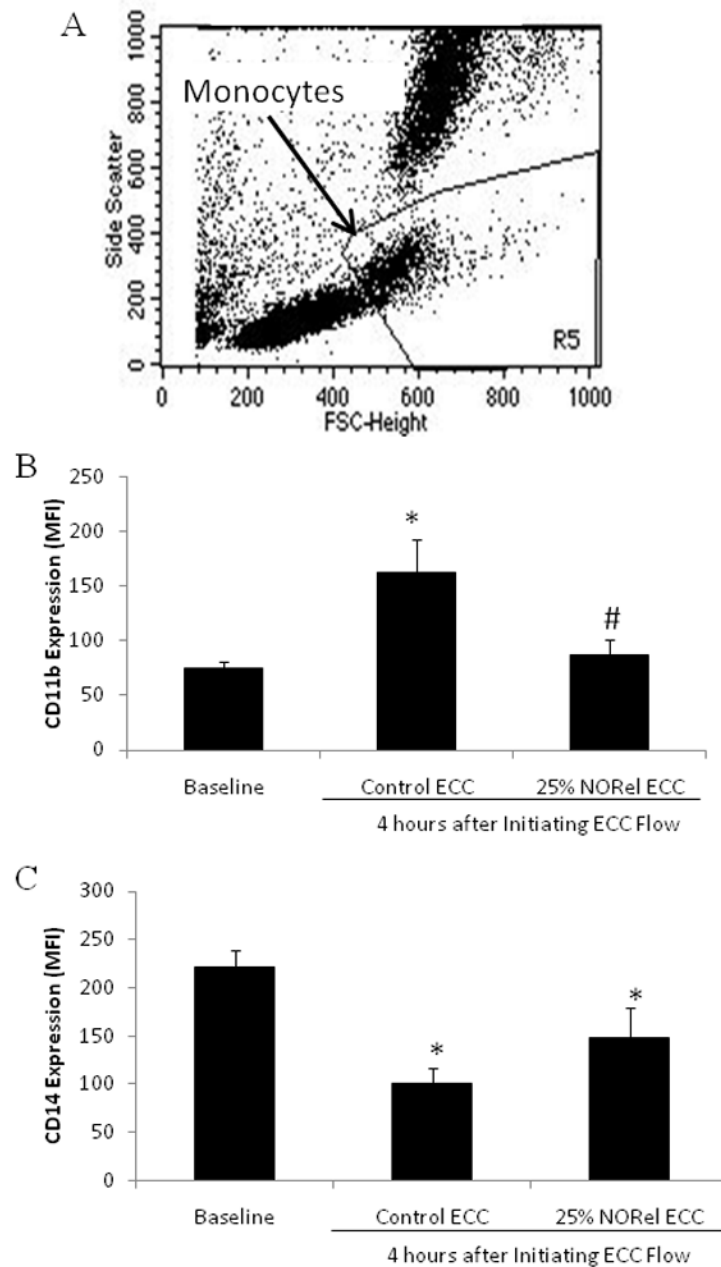 A
Monocytes
Side Scatter
1000
800
600
400
200
0
R5
0 200 400 600 800 1000
FSC-Height
B
CD11b Expression (MFI)
250
200
150
100
50
0
*
#
Baseline Control ECC 25% NORel ECC
4 hours after Initiating ECC Flow
C
CD14 Expression (MFI)
300
250
200
150
100
50
0
*
*
Baseline Control ECC 25% NORel ECC
4 hours after Initiating ECC Flow